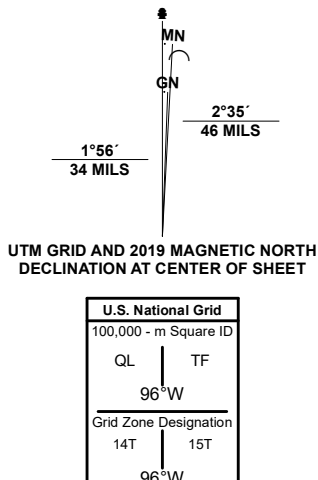 MN
GN
2°35´
46 MILS
1°56´
34 MILS
UTM GRID AND 2019 MAGNETIC NORTH
DECLINATION AT CENTER OF SHEET
U.S. National Grid
100,000 - m Square ID
QL TF
96°W
Grid Zone Designation
14T 15T
96°W